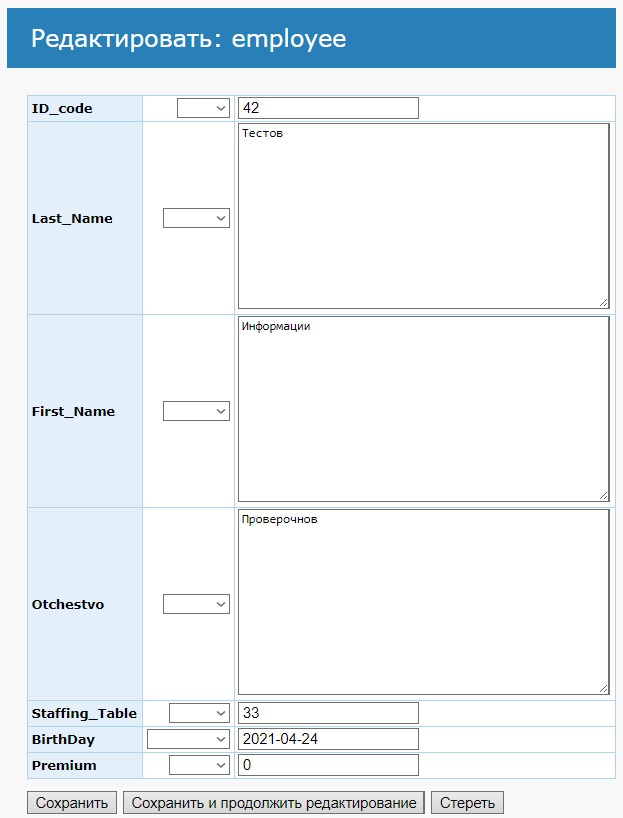 Редактировать: employee
ID_code 42
Last_Name Тестов
First_Name Информации
Otchestvo Проверочнов
Staffing_Table 33
BirthDay 2021-04-24
Premium 0
Сохранить Сохранить и продолжить редактирование Стереть